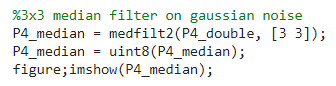 %3x3 median filter on gaussian noise
P4_median = medfilt2(P4_double, [3 3]);
P4_median = uint8(P4_median);
figure;imshow(P4_median);